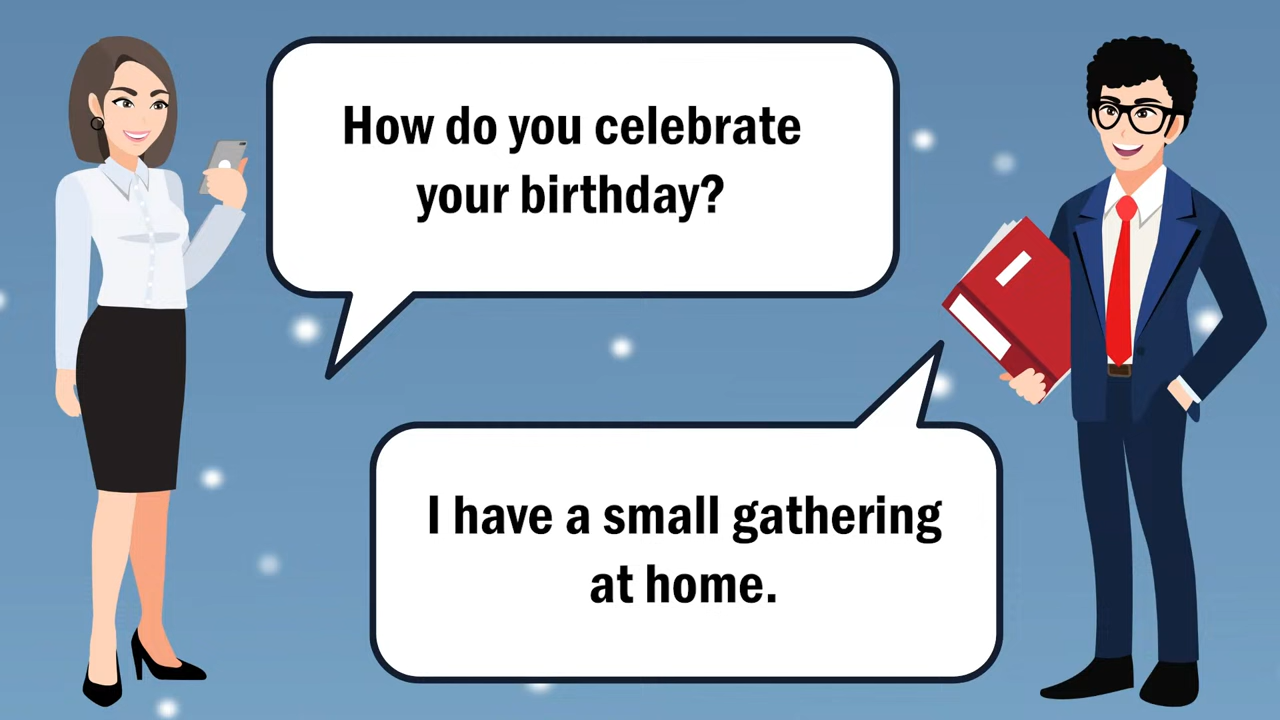 How do you celebrate
your birthday?
I have a small gathering
at home.